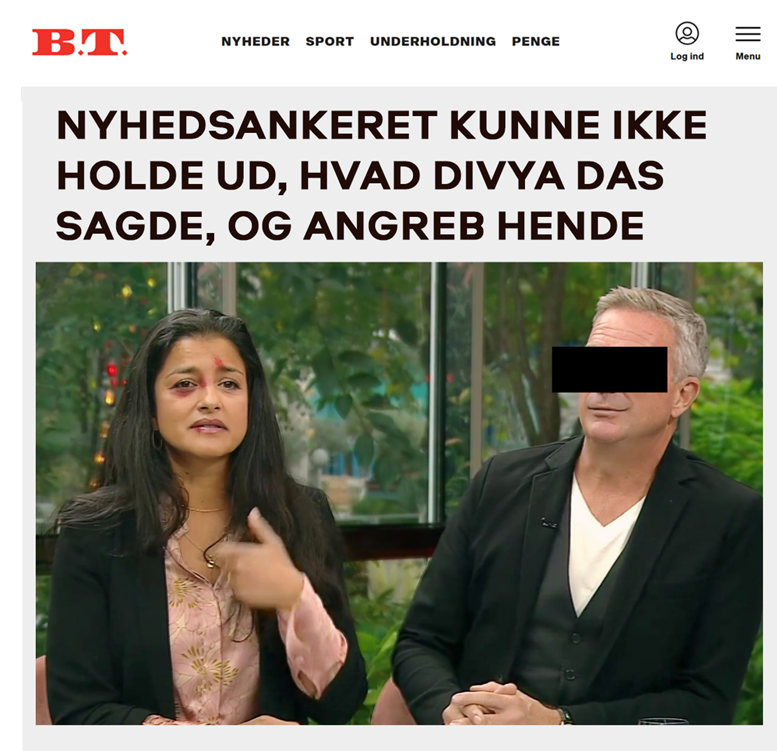 B.T.
NYHEDER SPORT UNDERHOLDNING PENGE
Log ind
Menu
NYHEDSANKERET KUNNE IKKE
HOLDE UD, HVAD DIVYA DAS
SAGDE, OG ANGREB HENDE